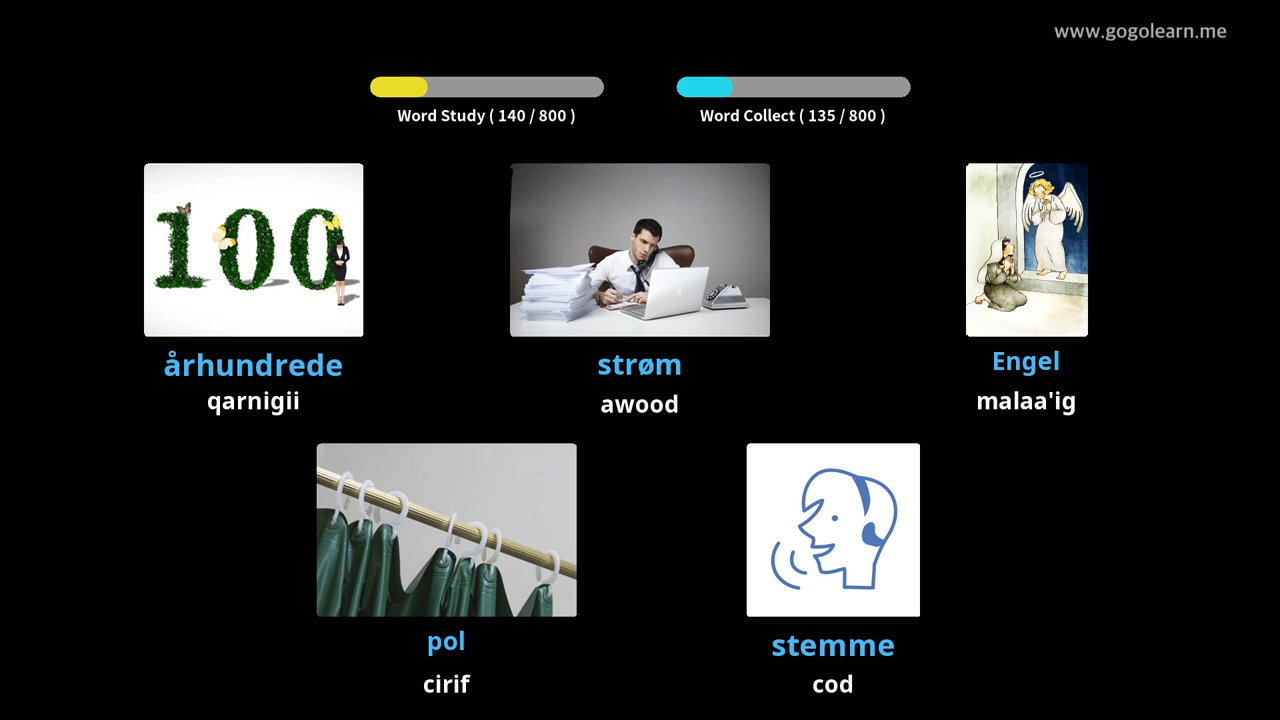 www.gogolearn.me
Word Study ( 140 / 800 )
Word Collect ( 135 / 800 )
100
århundrede
qarnigii
strøm
awood
Engel
malaa'ig
pol
cirif
stemme
cod